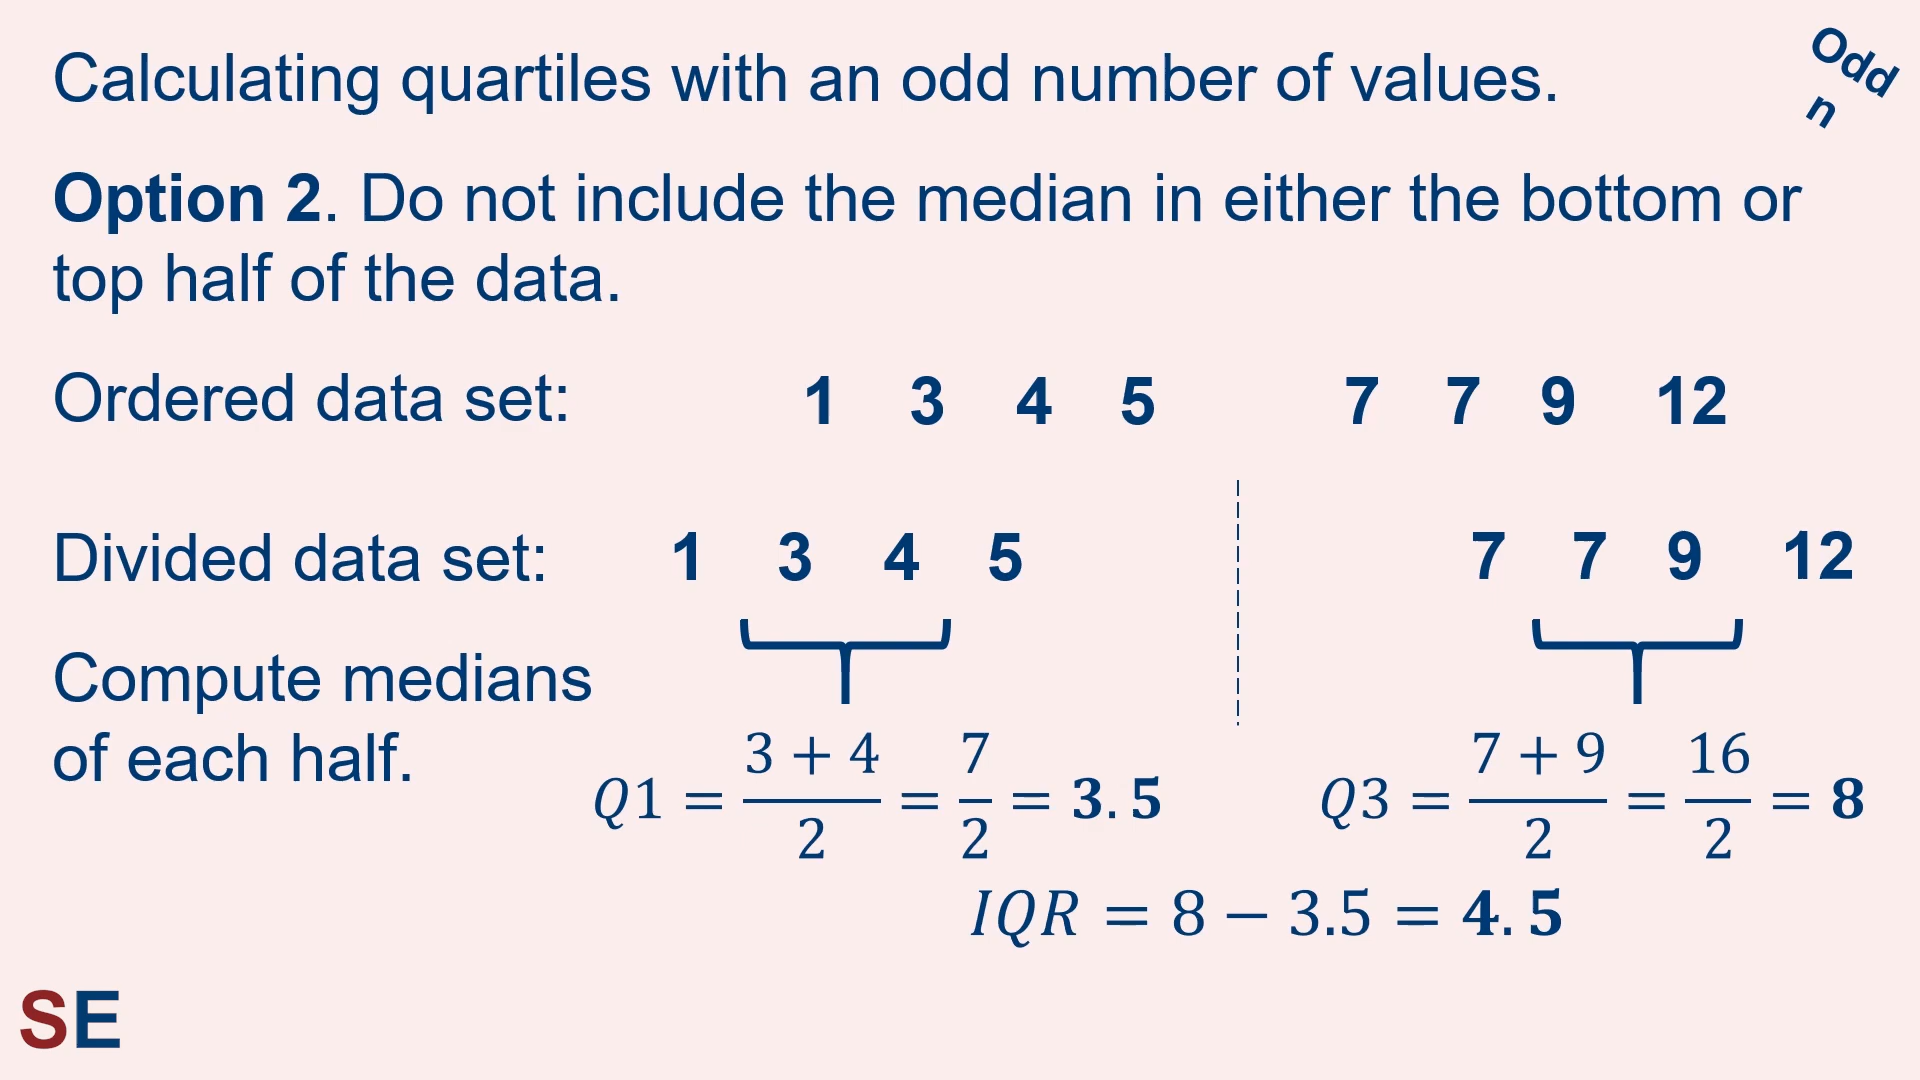 Calculating quartiles with an odd number of values.
Odd
n
Option 2. Do not include the median in either the bottom or
top half of the data.
Ordered data set: 1 3 4 5 7 7 9 12
Divided data set: 1 3 4 5 7 7 9 12
Compute medians
of each half.
Q1 = (3 + 4)/2 = 7/2 = 3.5 Q3 = (7 + 9)/2 = 16/2 = 8
IQR = 8 − 3.5 = 4.5
SE